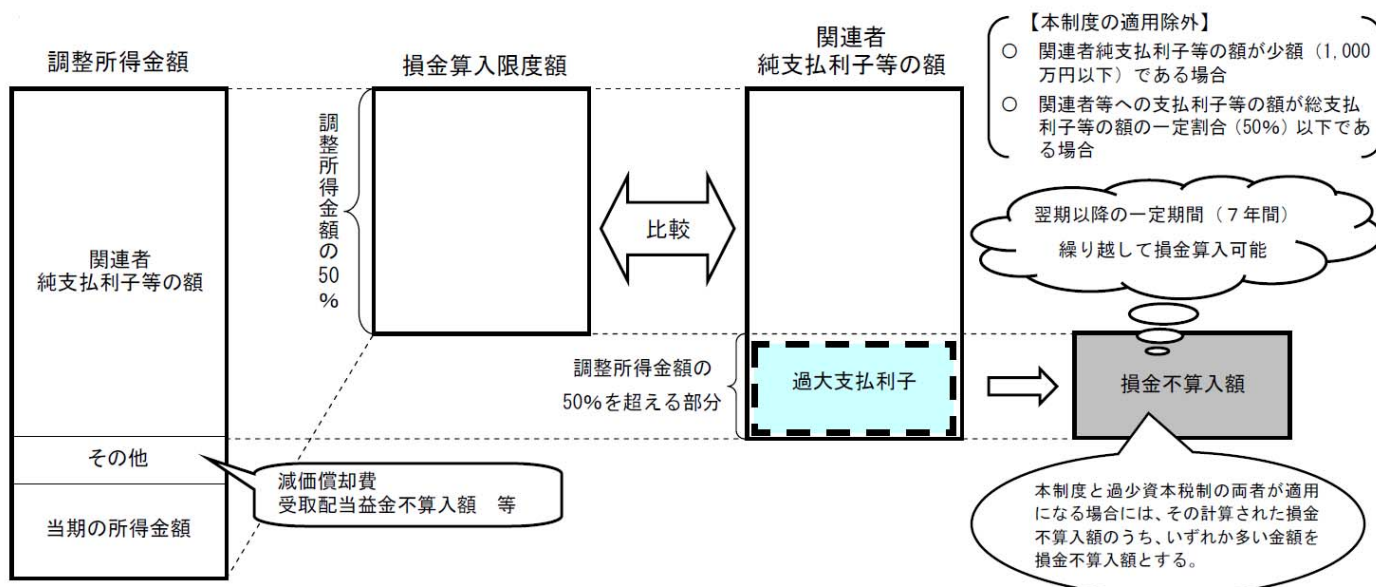 調整所得金額
関連者
純支払利子等の額
その他
当期の所得金額
減価償却費
受取配当益金不算入額　等
損金算入限度額
調整所得金額の50%
比較
関連者
純支払利子等の額
調整所得金額の
50%を超える部分
過大支払利子
【本制度の適用除外】
○　関連者純支払利子等の額が少額（1,000
万円以下）である場合
○　関連者等への支払利子等の額が総支払
利子等の額の一定割合（50%）以下であ
る場合
翌期以降の一定期間（７年間）
繰り越して損金算入可能
損金不算入額
本制度と過少資本税制の両者が適用
になる場合には、その計算された損金
不算入額のうち、いずれか多い金額を
損金不算入額とする。